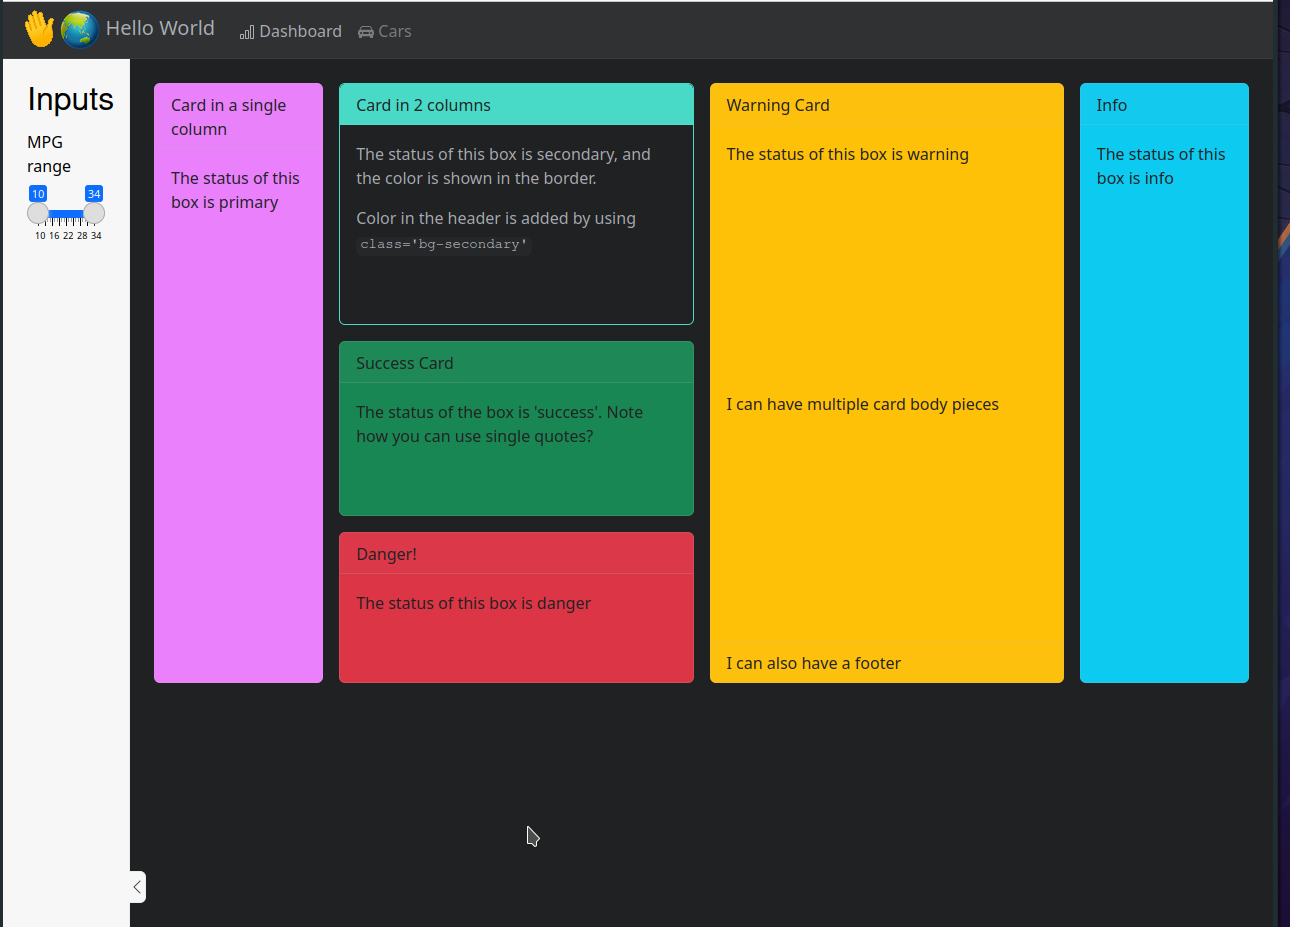 Hello World
Dashboard
Cars
Inputs
MPG
range
10
34
10 16 22 28 34
Card in a single
column
The status of this
box is primary
Card in 2 columns
The status of this box is secondary, and
the color is shown in the border.
Color in the header is added by using
class='bg-secondary'
Success Card
The status of the box is 'success'. Note
how you can use single quotes?
Danger!
The status of this box is danger
Warning Card
The status of this box is warning
I can have multiple card body pieces
I can also have a footer
Info
The status of this
box is info